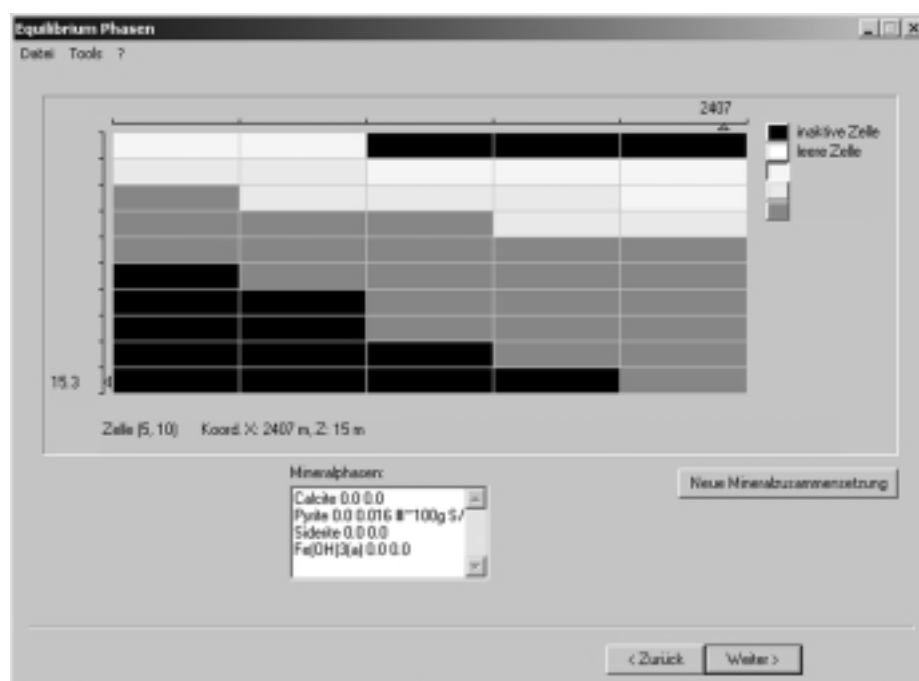 Equilibrium Phasen
Datei Tools ?
2407
inaktive Zelle
leere Zelle
15.3
Zelle (5, 10) Koord. X: 2407 m, Z: 15 m
Mineralphasen:
Calcite 0.0 0.0
Pyrite 0.0 0.016 100g S/
Siderite 0.0 0.0
Fe(OH)3(a) 0.0 0.0
Neue Mineralzusammensetzung
< Zurück Weiter >